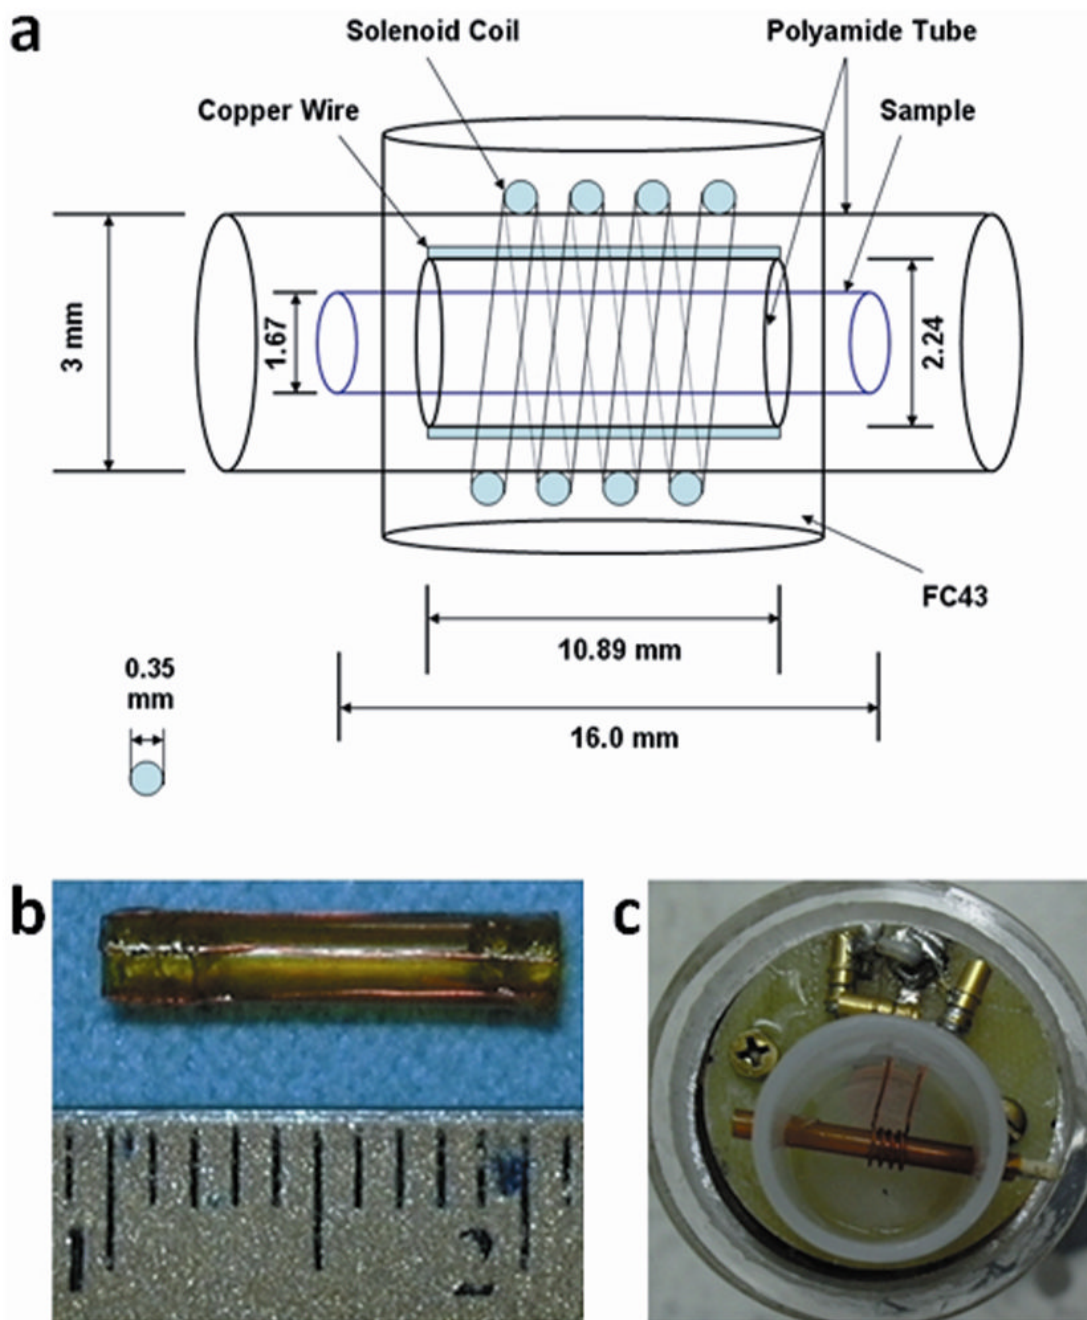 a
Solenoid Coil
Polyamide Tube
Copper Wire
Sample
3 mm
1.67
2.24
FC43
10.89 mm
0.35
mm
16.0 mm
b
c
1
2